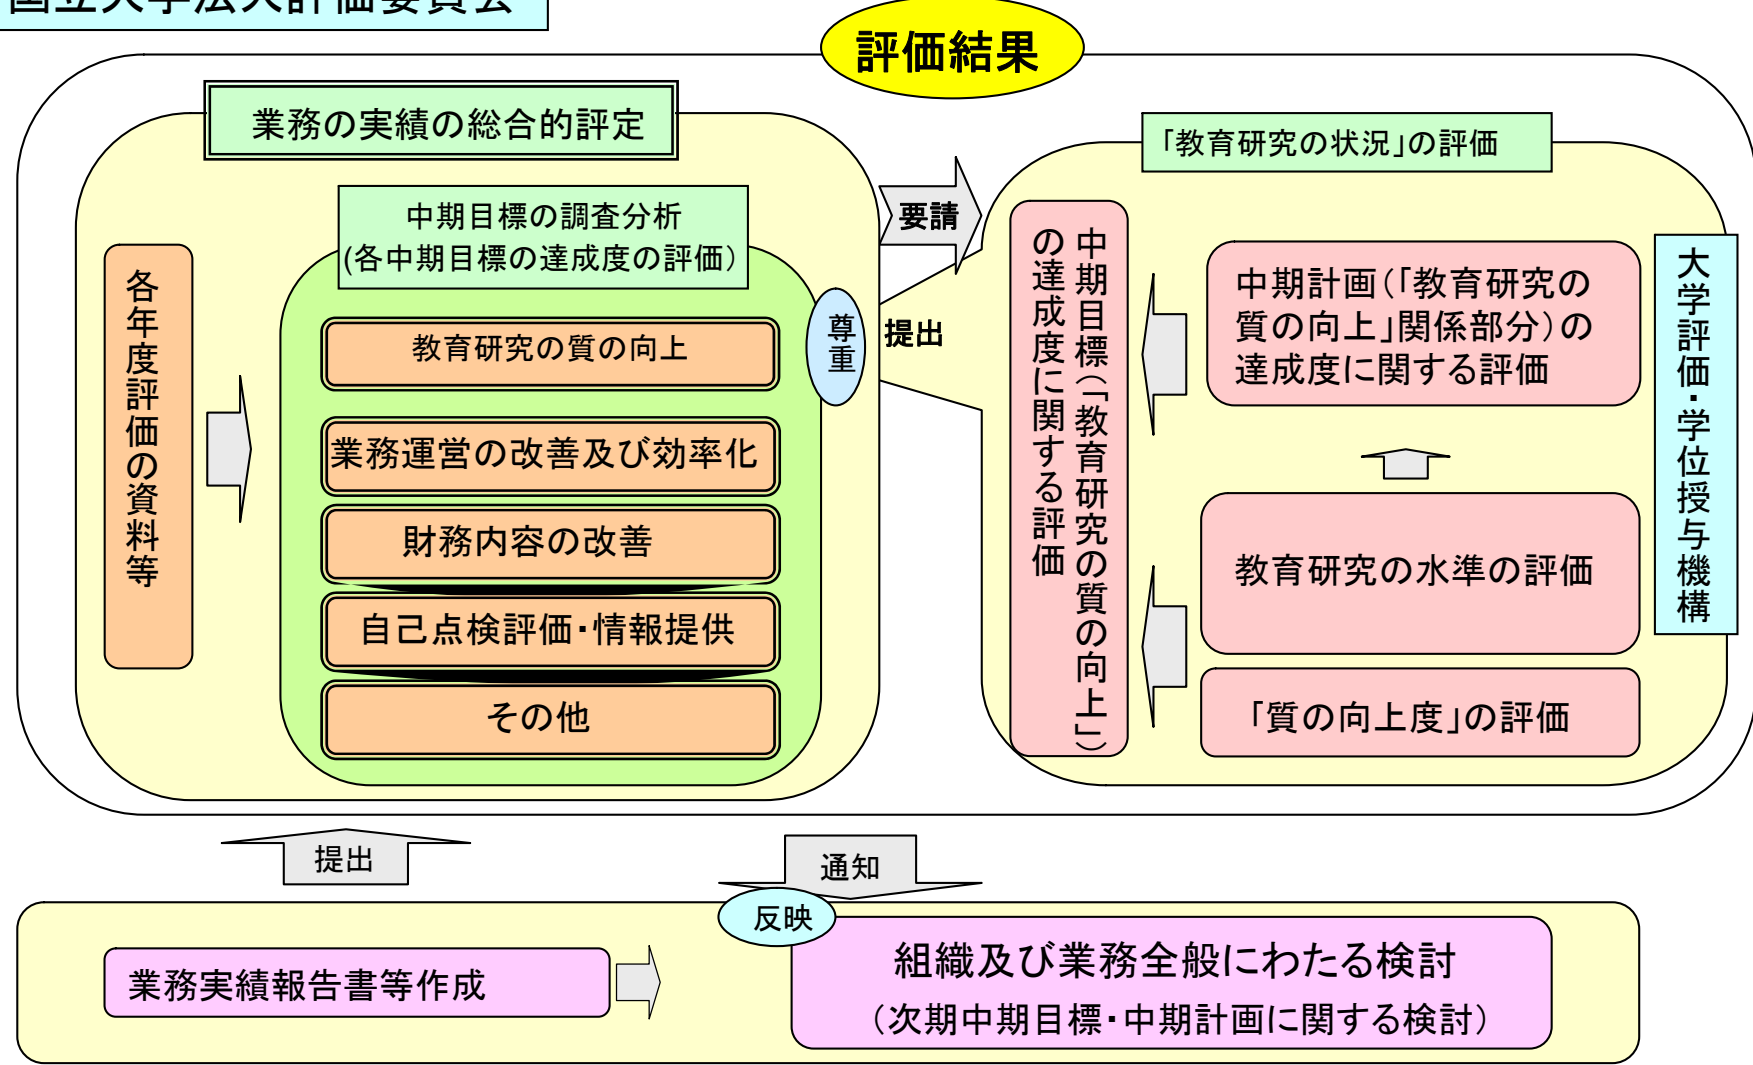 国立大学法人評価委員会
評価結果
業務の実績の総合的評定
中期目標の調査分析
(各中期目標の達成度の評価）
各年度評価の資料等
教育研究の質の向上
業務運営の改善及び効率化
財務内容の改善
自己点検評価・情報提供
その他
尊重
要請
提出
「教育研究の状況」の評価
中期目標（「教育研究の質の向上」）
の達成度に関する評価
中期計画（「教育研究の
質の向上」関係部分）の
達成度に関する評価
教育研究の水準の評価
「質の向上度」の評価
大学評価・学位授与機構
提出
通知
反映
業務実績報告書等作成
組織及び業務全般にわたる検討
（次期中期目標・中期計画に関する検討）